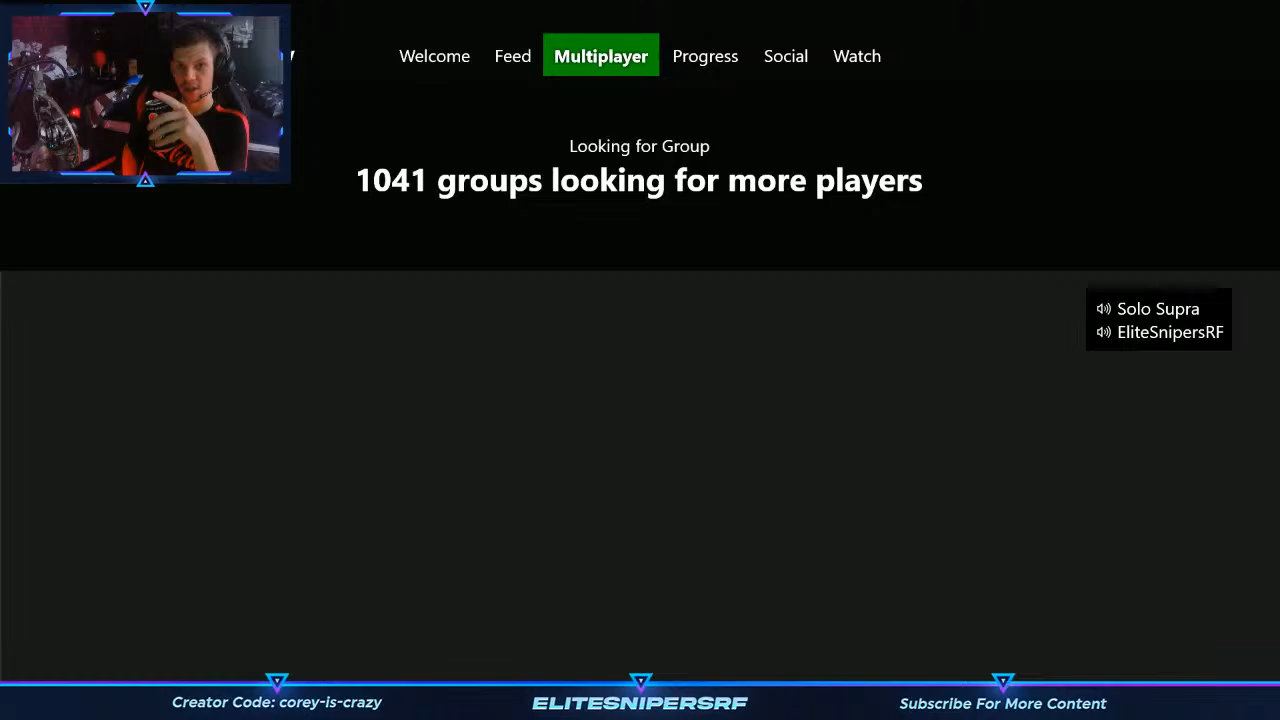 Welcome
Feed
Multiplayer
Progress
Social
Watch
Looking for Group
1041 groups looking for more players
Solo Supra
EliteSnipersRF
Creator Code: corey-is-crazy
ELITESNIPERSRF
Subscribe For More Content